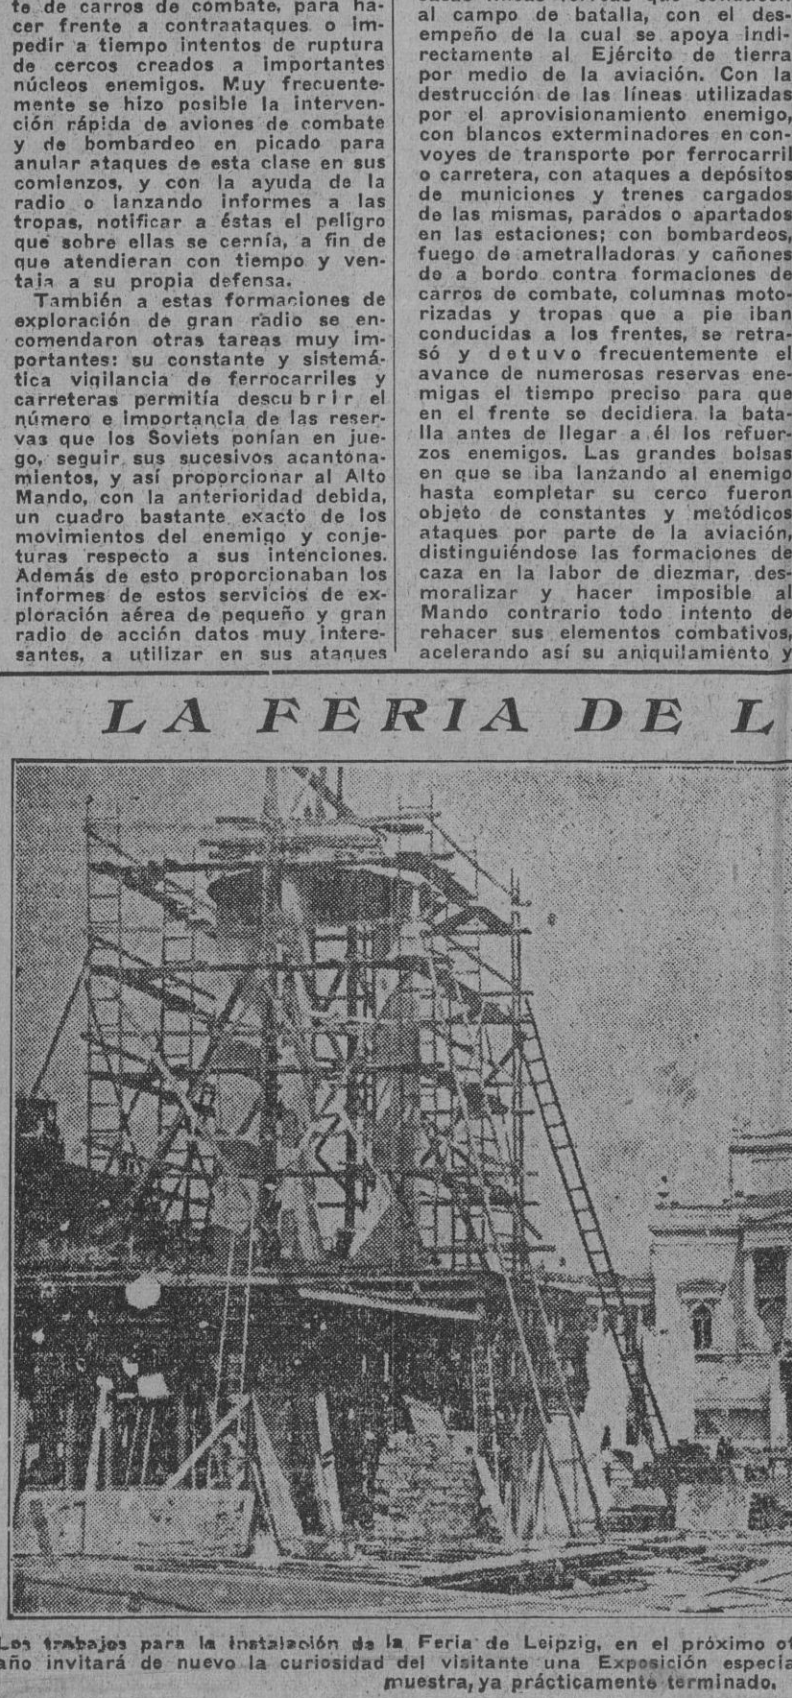 te de carros de combate, para ha-
cer frente a contraataques o im-
pedir a tiempo intentos de ruptura
de cercos creados a importantes
núcleos enemigos. Muy frecuente-
mente se hizo posible la interven-
ción rápida de aviones de combate
y de bombardeo en picado para
anular ataques de esta clase en sus
comienzos, y con la ayuda de la
radio o lanzando informes a las
tropas, notificar a éstas el peligro
que sobre ellas se cernía, a fin de
que atendieran con tiempo y ven-
taja a su propia defensa.
También a estas formaciones de
exploración de gran radio se en-
comendaron otras tareas muy im-
portantes: su constante y sistemá-
tica vigilancia de ferrocarriles y
carreteras permitía descubrir el
número e importancia de las reser-
vas que los Soviets ponían en jue-
go, seguir sus sucesivos acantona-
mientos, y así proporcionar al Alto
Mando, con la anterioridad debida,
un cuadro bastante exacto de los
movimientos del enemigo y conje-
turas respecto a sus intenciones.
Además de esto proporcionaban los
informes de estos servicios de ex-
ploración aérea de pequeño y gran
radio de acción datos muy intere-
santes, a utilizar en sus ataques
al campo de batalla, con el des-
empeño de la cual se apoya indi-
rectamente al Ejército de tierra
por medio de la aviación. Con la
destrucción de las líneas utilizadas
por el aprovisionamiento enemigo,
con blancos exterminadores en con-
voyes de transporte por ferrocarril
o carretera, con ataques a depósitos
de municiones y trenes cargados
de las mismas, parados o apartados
en las estaciones; con bombardeos,
fuego de ametralladoras y cañones
de a bordo contra formaciones de
carros de combate, columnas moto-
rizadas y tropas que a pie iban
conducidas a los frentes, se retra-
só y detuvo frecuentemente el
avance de numerosas reservas ene-
migas el tiempo preciso para que
en el frente se decidiera la bata-
lla antes de llegar a él los refuer-
zos enemigos. Las grandes bolsas
en que se iba lanzando al enemigo
hasta completar su cerco fueron
objeto de constantes y metódicos
ataques por parte de la aviación,
distinguiéndose las formaciones de
caza en la labor de diezmar, des-
moralizar y hacer imposible al
Mando contrario todo intento de
rehacer sus elementos combativos,
acelerando así su aniquilamiento y
LA FERIA DE L
Los trabajos para la instalación de la Feria de Leipzig, en el próximo ot
año invitará de nuevo la curiosidad del visitante una Exposición especia
muestra, ya prácticamente terminado.